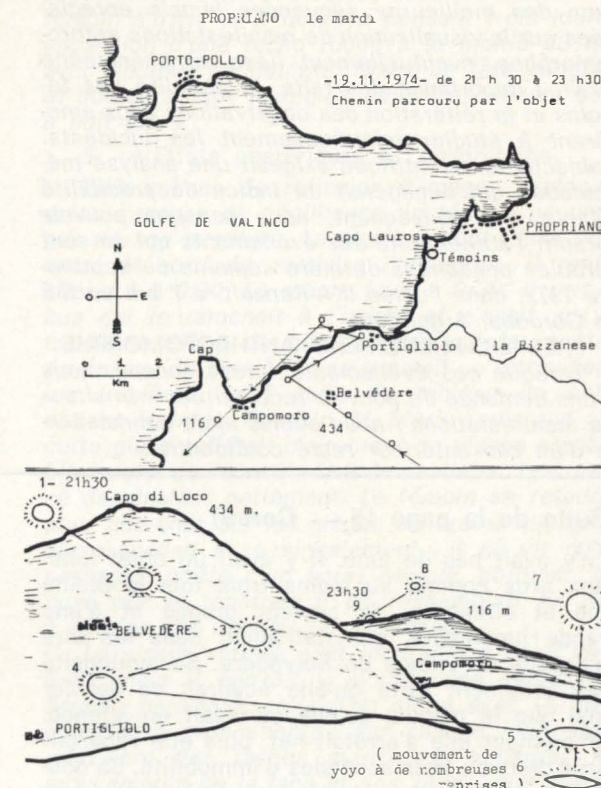 PROPRIANO le mardi
PORTO-POLLO
-19.11.1974- de 21 h 30 à 23 h30
Chemin parcouru par l'objet
GOLFE DE VALINCO
Capo Lauroso
PROPRIANO
Témoins
N
E
S
0 1 2
Km
Cap
Portigliolo
la Rizzanese
Belvédère
Campomoro
116
434
1- 21h30
Capo di Loco
434 m.
2
BELVEDERE
3
4
PORTIGLIOLO
23h30
9
8
116 m
7
Campomoro
5
( mouvement de
yoyo à de nombreuses 6
reprises )